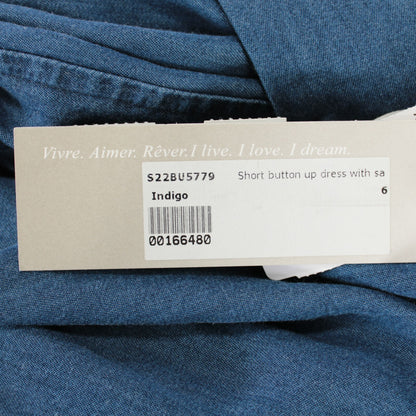 Vivre. Aimer. Rêver.I live. I love. I dream.
S22BU5779 Short button up dress with sa
Indigo 6
00166480